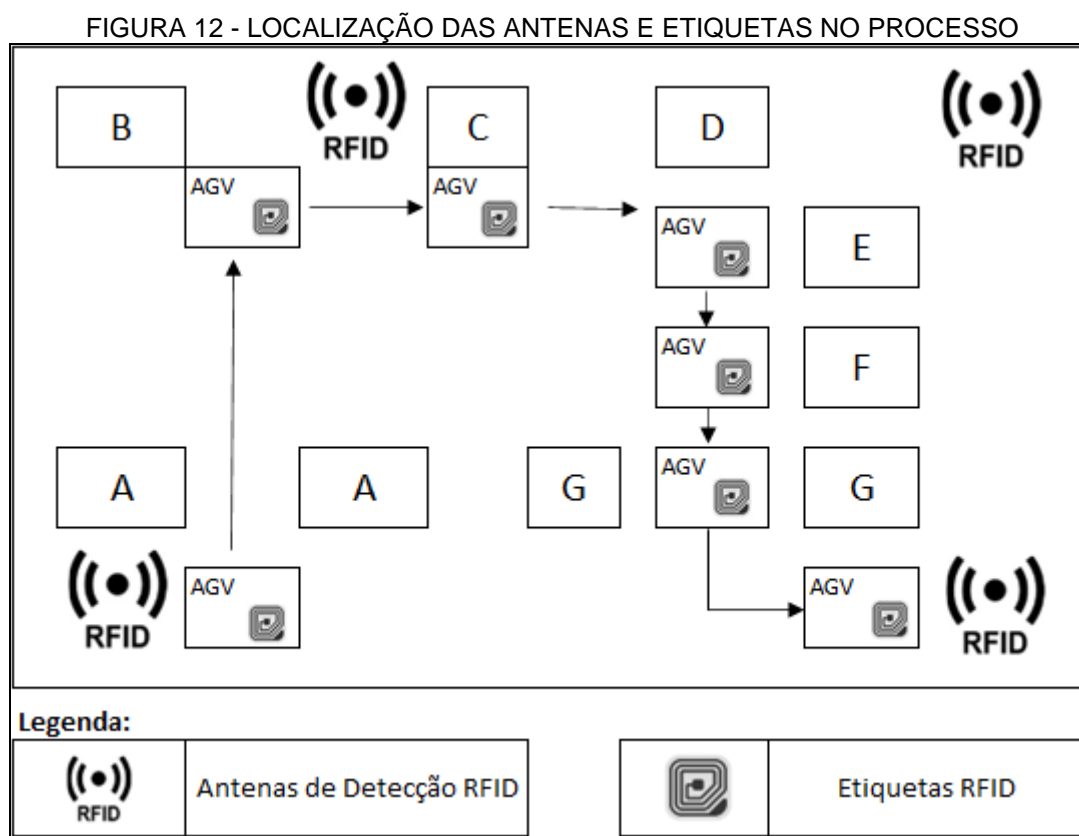 FIGURA 12 - LOCALIZAÇÃO DAS ANTENAS E ETIQUETAS NO PROCESSO
B
RFID
C
D
RFID
AGV
AGV
AGV
E
AGV
F
A
A
G
AGV
G
RFID
AGV
AGV
RFID
Legenda:
RFID
Antenas de Detecção RFID
Etiquetas RFID